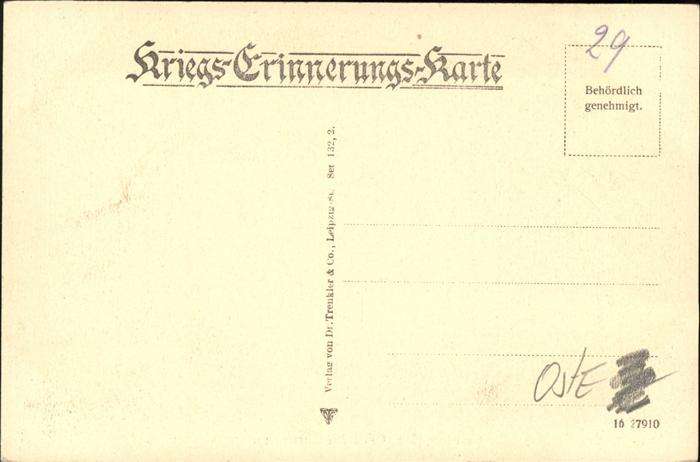 Kriegs-Erinnerungs-Karte
29
Behördlich
genehmigt.
Verlag von Dr. Trenkler & Co., Leipzig-St. Ser 132, 2.
OSTE
16 27910